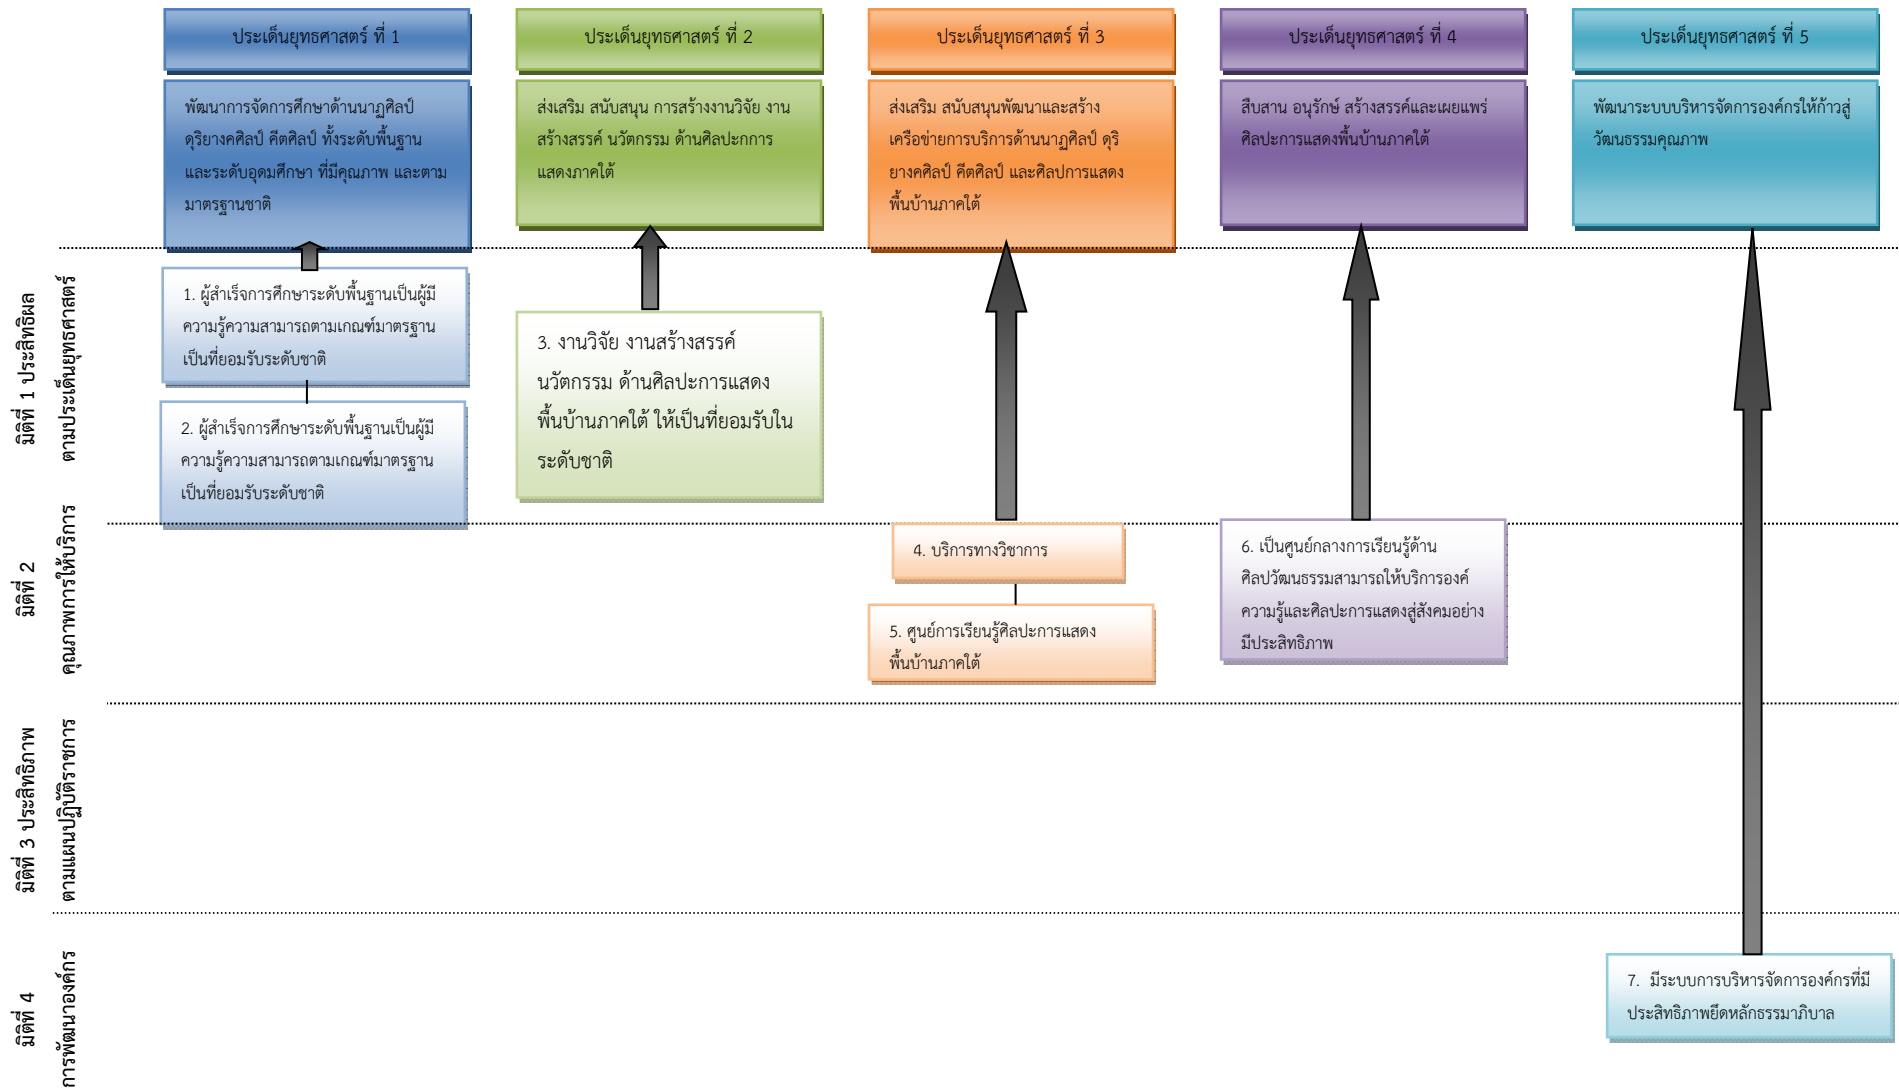 ประเด็นยุทธศาสตร์ ที่ 1
ประเด็นยุทธศาสตร์ ที่ 2
ประเด็นยุทธศาสตร์ ที่ 3
ประเด็นยุทธศาสตร์ ที่ 4
ประเด็นยุทธศาสตร์ ที่ 5
พัฒนาการจัดการศึกษาด้านนาฏศิลป์
ดุริยางคศิลป์ คีตศิลป์ ทั้งระดับพื้นฐาน
และระดับอุดมศึกษา ที่มีคุณภาพ และตาม
มาตรฐานชาติ
ส่งเสริม สนับสนุน การสร้างงานวิจัย งาน
สร้างสรรค์ นวัตกรรม ด้านศิลปะกการ
แสดงภาคใต้
ส่งเสริม สนับสนุนพัฒนาและสร้าง
เครือข่ายการบริการด้านนาฏศิลป์ ดุริ
ยางคศิลป์ คีตศิลป์ และศิลปการแสดง
พื้นบ้านภาคใต้
สืบสาน อนุรักษ์ สร้างสรรค์และเผยแพร่
ศิลปะการแสดงพื้นบ้านภาคใต้
พัฒนาระบบบริหารจัดการองค์กรให้ก้าวสู่
วัฒนธรรมคุณภาพ
มิติที่ 1 ประสิทธิผล
ตามประเด็นยุทธศาสตร์
1. ผู้สำเร็จการศึกษาระดับพื้นฐานเป็นผู้มี
ความรู้ความสามารถตามเกณฑ์มาตรฐาน
เป็นที่ยอมรับระดับชาติ
2. ผู้สำเร็จการศึกษาระดับพื้นฐานเป็นผู้มี
ความรู้ความสามารถตามเกณฑ์มาตรฐาน
เป็นที่ยอมรับระดับชาติ
3. งานวิจัย งานสร้างสรรค์
นวัตกรรม ด้านศิลปะการแสดง
พื้นบ้านภาคใต้ ให้เป็นที่ยอมรับใน
ระดับชาติ
มิติที่ 2
คุณภาพการให้บริการ
4. บริการทางวิชาการ
5. ศูนย์การเรียนรู้ศิลปะการแสดง
พื้นบ้านภาคใต้
6. เป็นศูนย์กลางการเรียนรู้ด้าน
ศิลปวัฒนธรรมสามารถให้บริการองค์
ความรู้และศิลปะการแสดงสู่สังคมอย่าง
มีประสิทธิภาพ
มิติที่ 3 ประสิทธิภาพ
ตามแผนปฏิบัติราชการ
มิติที่ 4
การพัฒนาองค์กร
7. มีระบบการบริหารจัดการองค์กรที่มี
ประสิทธิภาพยึดหลักธรรมาภิบาล